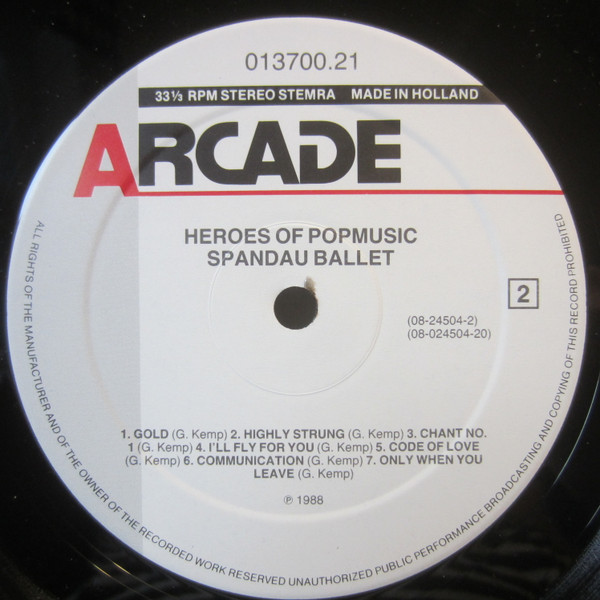 013700.21
33⅓ RPM STEREO STEMRA MADE IN HOLLAND
ARCADE
HEROES OF POPMUSIC
SPANDAU BALLET
2
(08-24504-2)
(08-024504-20)
1. GOLD (G. Kemp) 2. HIGHLY STRUNG (G. Kemp) 3. CHANT NO.
1 (G. Kemp) 4. I'LL FLY FOR YOU (G. Kemp) 5. CODE OF LOVE
(G. Kemp) 6. COMMUNICATION (G. Kemp) 7. ONLY WHEN YOU
LEAVE (G. Kemp)
℗ 1988
ALL RIGHTS OF THE MANUFACTURER AND OF THE OWNER OF THE RECORDED WORK RESERVED UNAUTHORIZED PUBLIC PERFORMANCE BROADCASTING AND COPYING OF THIS RECORD PROHIBITED